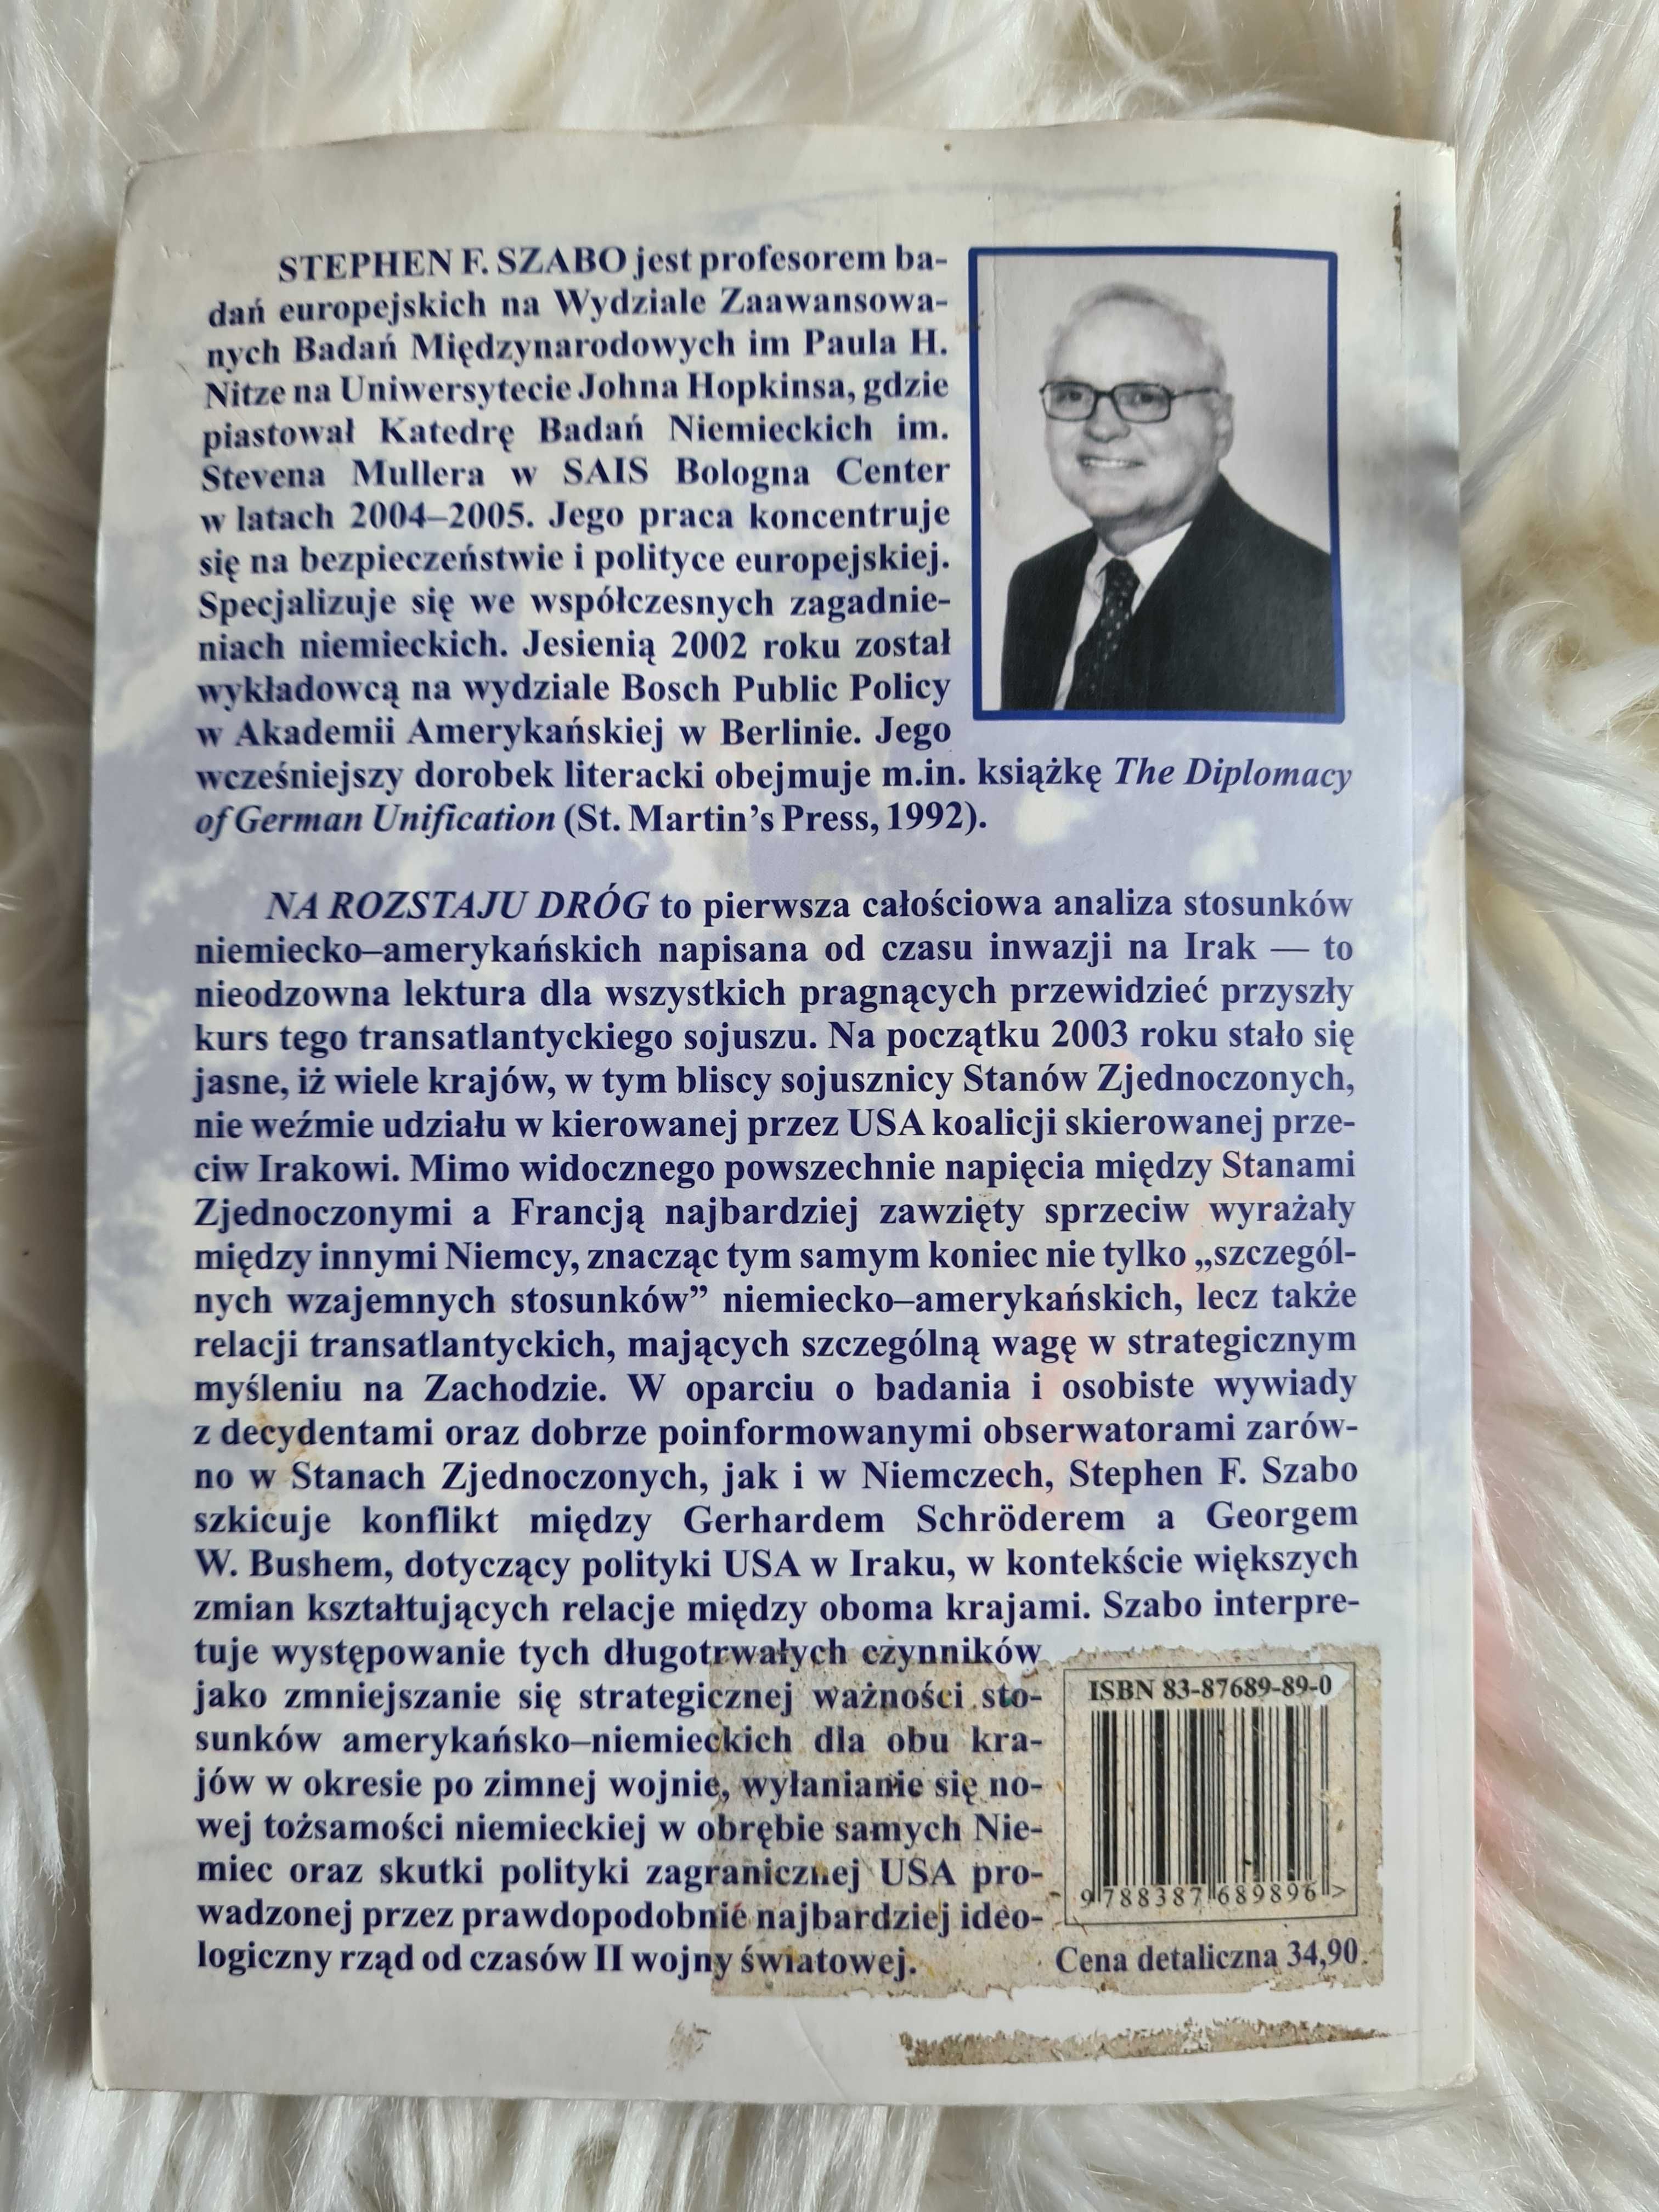 STEPHEN F. SZABO jest profesorem ba-
dań europejskich na Wydziale Zaawansowa-
nych Badań Międzynarodowych im Paula H.
Nitze na Uniwersytecie Johna Hopkinsa, gdzie
piastował Katedrę Badań Niemieckich im.
Stevena Mullera w SAIS Bologna Center
w latach 2004–2005. Jego praca koncentruje
się na bezpieczeństwie i polityce europejskiej.
Specjalizuje się we współczesnych zagadnie-
niach niemieckich. Jesienią 2002 roku został
wykładowcą na wydziale Bosch Public Policy
w Akademii Amerykańskiej w Berlinie. Jego
wcześniejszy dorobek literacki obejmuje m.in. książkę The Diplomacy
of German Unification (St. Martin's Press, 1992).
NA ROZSTAJU DRÓG to pierwsza całościowa analiza stosunków
niemiecko–amerykańskich napisana od czasu inwazji na Irak — to
nieodzowna lektura dla wszystkich pragnących przewidzieć przyszły
kurs tego transatlantyckiego sojuszu. Na początku 2003 roku stało się
jasne, iż wiele krajów, w tym bliscy sojusznicy Stanów Zjednoczonych,
nie weźmie udziału w kierowanej przez USA koalicji skierowanej prze-
ciw Irakowi. Mimo widocznego powszechnie napięcia między Stanami
Zjednoczonymi a Francją najbardziej zawzięty sprzeciw wyrażały
między innymi Niemcy, znacząc tym samym koniec nie tylko „szczegól-
nych wzajemnych stosunków” niemiecko–amerykańskich, lecz także
relacji transatlantyckich, mających szczególną wagę w strategicznym
myśleniu na Zachodzie. W oparciu o badania i osobiste wywiady
z decydentami oraz dobrze poinformowanymi obserwatorami zarów-
no w Stanach Zjednoczonych, jak i w Niemczech, Stephen F. Szabo
szkicuje konflikt między Gerhardem Schröderem a Georgem
W. Bushem, dotyczący polityki USA w Iraku, w kontekście większych
zmian kształtujących relacje między oboma krajami. Szabo interpre-
tuje występowanie tych długotrwałych czynników
jako zmniejszanie się strategicznej ważności sto-
sunków amerykańsko–niemieckich dla obu kra-
jów w okresie po zimnej wojnie, wyłanianie się no-
wej tożsamości niemieckiej w obrębie samych Nie-
miec oraz skutki polityki zagranicznej USA pro-
wadzonej przez prawdopodobnie najbardziej ideo-
logiczny rząd od czasów II wojny światowej.
ISBN 83-87689-89-0
9 788387 689896 >
Cena detaliczna 34,90